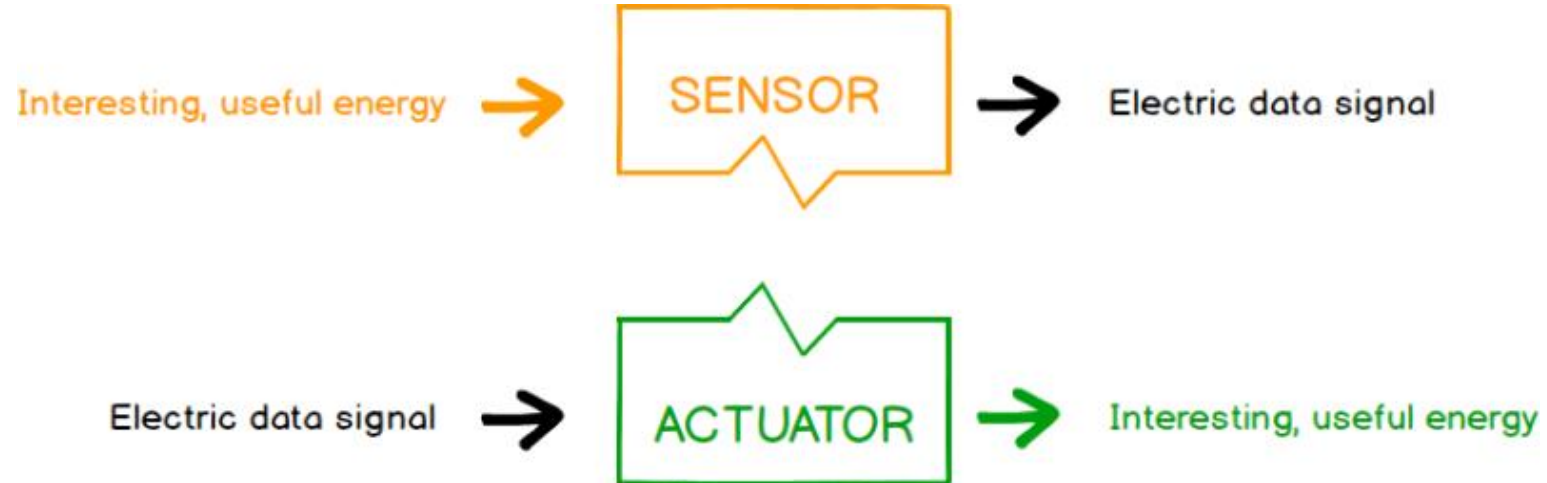 Interesting, useful energy
SENSOR
Electric data signal
Electric data signal
ACTUATOR
Interesting, useful energy